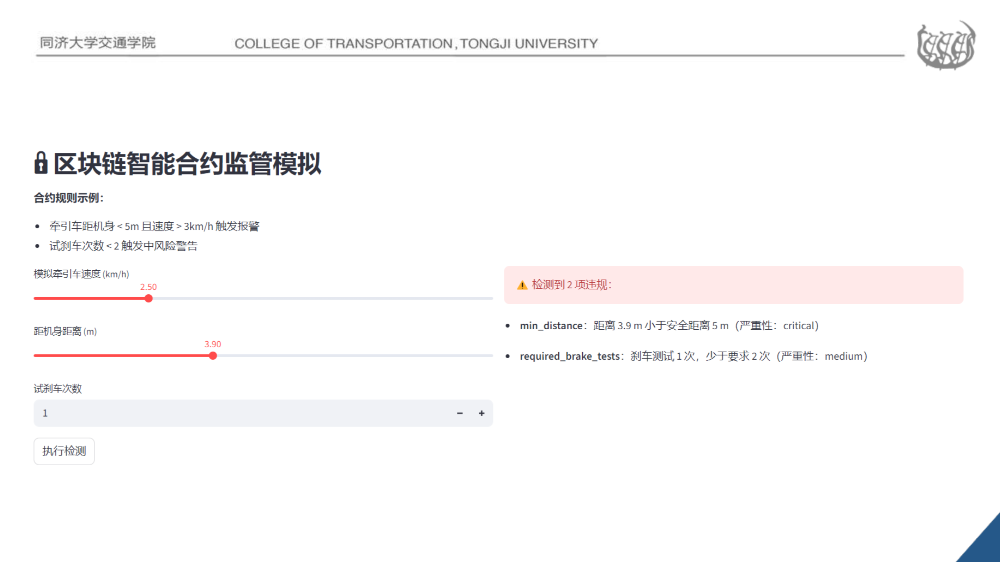 同济大学交通学院
COLLEGE OF TRANSPORTATION, TONGJI UNIVERSITY
区块链智能合约监管模拟
合约规则示例：
牵引车距机身 < 5m 且速度 > 3km/h 触发报警
试刹车次数 < 2 触发中风险警告
模拟牵引车速度 (km/h)
2.50
距机身距离 (m)
3.90
试刹车次数
1
执行检测
检测到 2 项违规：
min_distance：距离 3.9 m 小于安全距离 5 m（严重性：critical）
required_brake_tests：刹车测试 1 次，少于要求 2 次（严重性：medium）